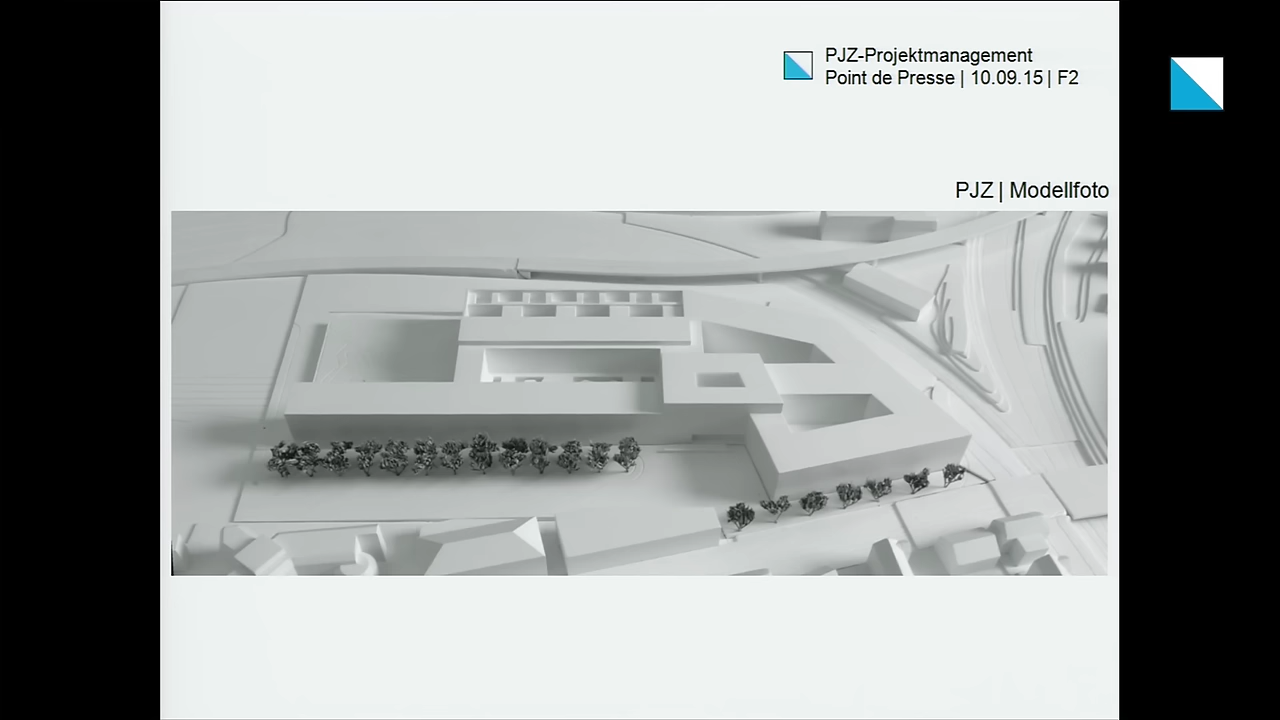 PJZ-Projektmanagement
Point de Presse | 10.09.15 | F2
PJZ | Modellfoto